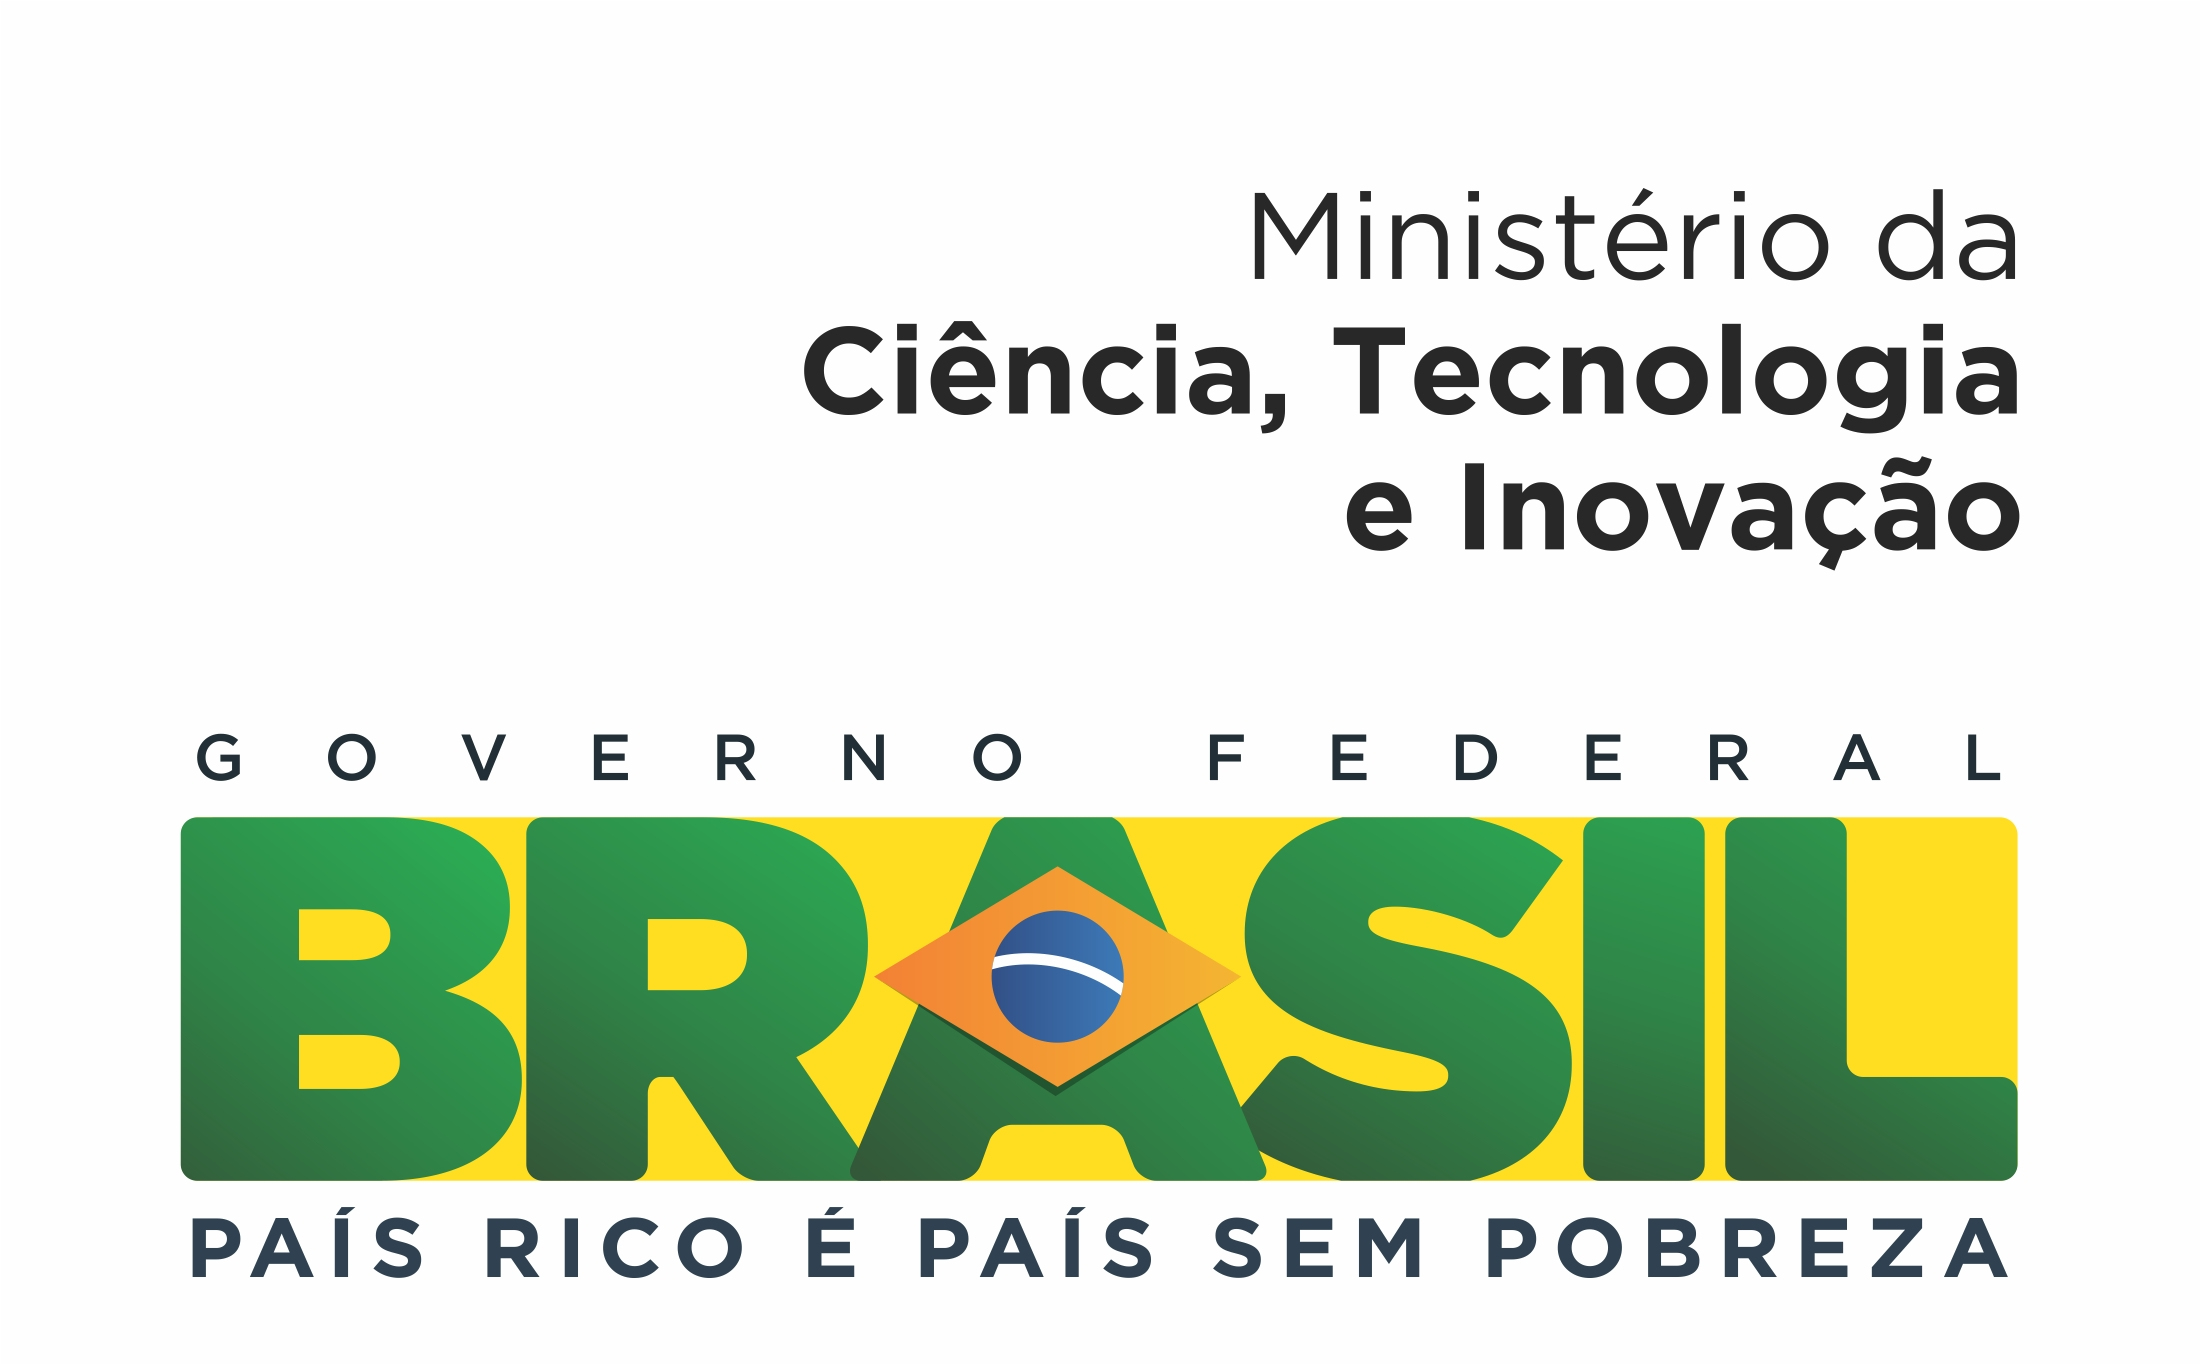 Ministério da
Ciência, Tecnologia
e Inovação
GOVERNO FEDERAL
BRASIL
PAÍS RICO É PAÍS SEM POBREZA